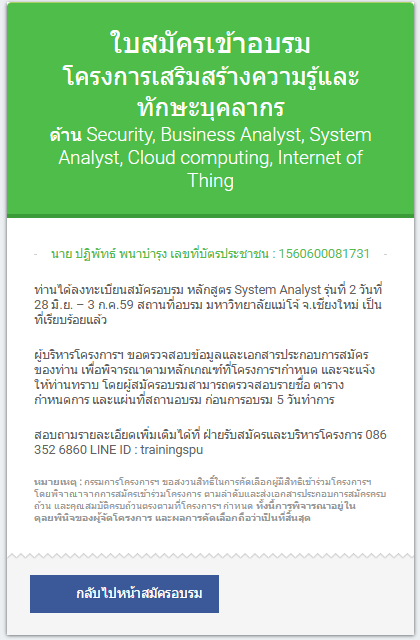 ใบสมัครเข้าอบรม
โครงการเสริมสร้างความรู้และ
ทักษะบุคลากร
ด้าน Security, Business Analyst, System
Analyst, Cloud computing, Internet of
Thing
นาย ปฏิพัทธ์ พนาบำรุง เลขที่บัตรประชาชน : 1560600081731
ท่านได้ลงทะเบียนสมัครอบรม หลักสูตร System Analyst รุ่นที่ 2 วันที่
28 มิ.ย. – 3 ก.ค.59 สถานที่อบรม มหาวิทยาลัยแม่โจ้ จ.เชียงใหม่ เป็น
ที่เรียบร้อยแล้ว
ผู้บริหารโครงการฯ ขอตรวจสอบข้อมูลและเอกสารประกอบการสมัคร
ของท่าน เพื่อพิจารณาตามหลักเกณฑ์ที่โครงการฯกำหนด และจะแจ้ง
ให้ท่านทราบ โดยผู้สมัครอบรมสามารถตรวจสอบรายชื่อ ตาราง
กำหนดการ และแผนที่สถานอบรม ก่อนการอบรม 5 วันทำการ
สอบถามรายละเอียดเพิ่มเติมได้ที่ ฝ่ายรับสมัครและบริหารโครงการ 086
352 6860 LINE ID : trainingspu
หมายเหตุ : กรรมการโครงการฯ ขอสงวนสิทธิ์ในการคัดเลือกผู้มีสิทธิเข้าร่วมโครงการฯ
โดยพิจาณาจากการสมัครเข้าร่วมโครงการ ตามลำดับและส่งเอกสารประกอบการสมัครครบ
ถ้วน และคุณสมบัติครบถ้วนตรงตามที่โครงการฯ กำหนด ทั้งนี้การพิจารณาอยู่ใน
ดุลยพินิจของผู้จัดโครงการ และผลการคัดเลือกถือว่าเป็นที่สิ้นสุด
กลับไปหน้าสมัครอบรม